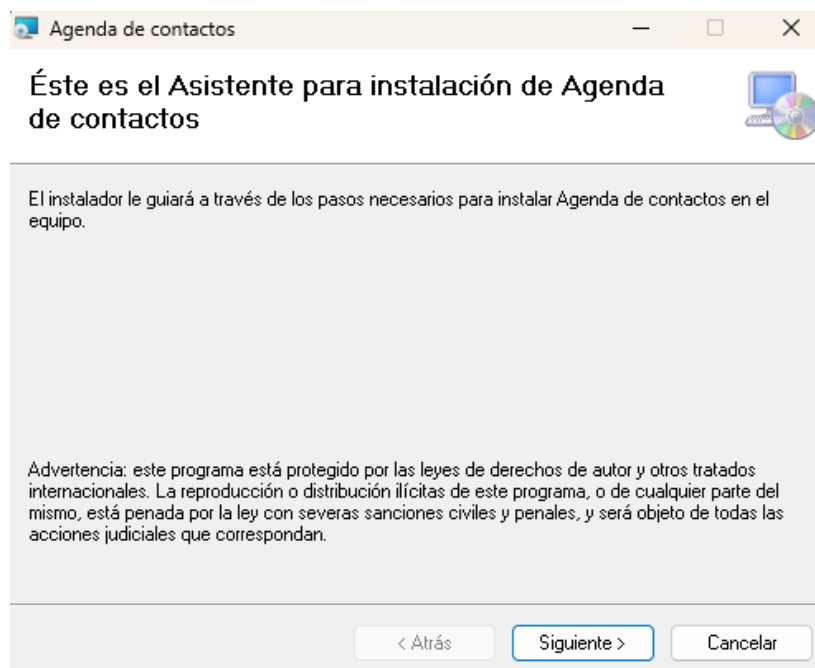 Agenda de contactos
Éste es el Asistente para instalación de Agenda
de contactos
El instalador le guiará a través de los pasos necesarios para instalar Agenda de contactos en el
equipo.
Advertencia: este programa está protegido por las leyes de derechos de autor y otros tratados
internacionales. La reproducción o distribución ilícitas de este programa, o de cualquier parte del
mismo, está penada por la ley con severas sanciones civiles y penales, y será objeto de todas las
acciones judiciales que correspondan.
< Atrás Siguiente > Cancelar